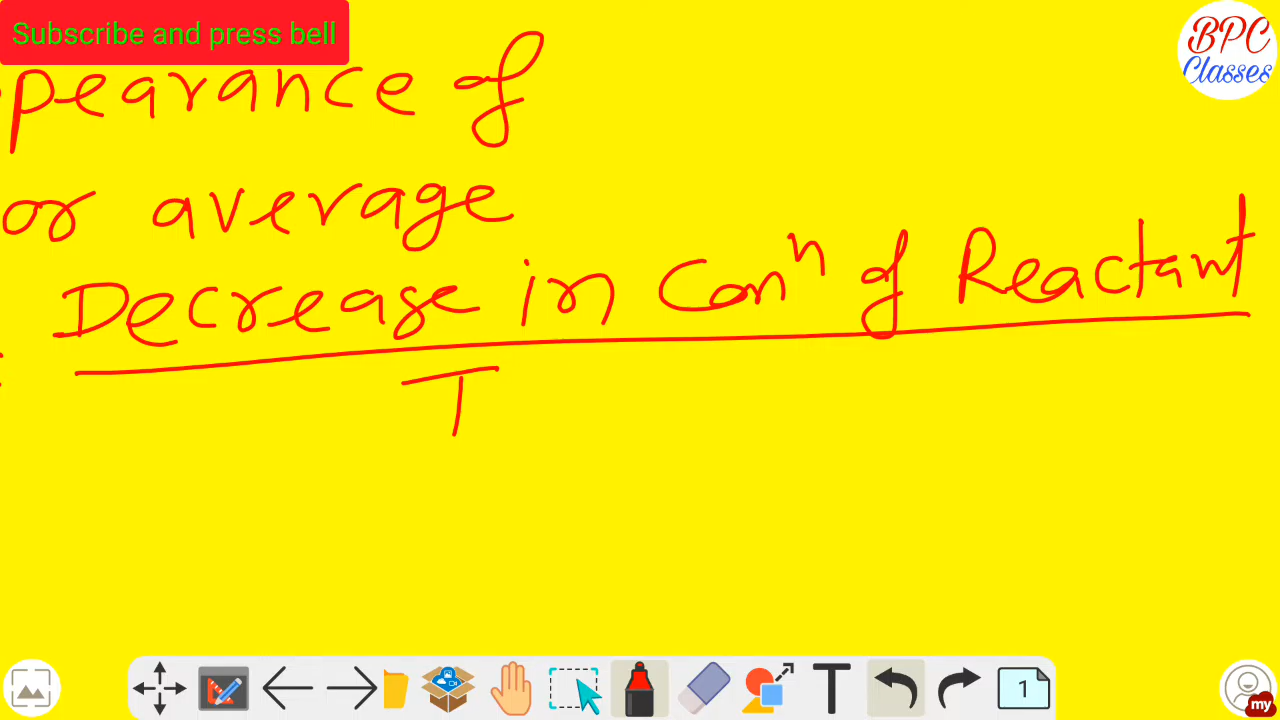 Subscribe and press bell
BPC
Classes
pearance of
or average
Decrease in Conⁿ of Reactant
T
T
1
my